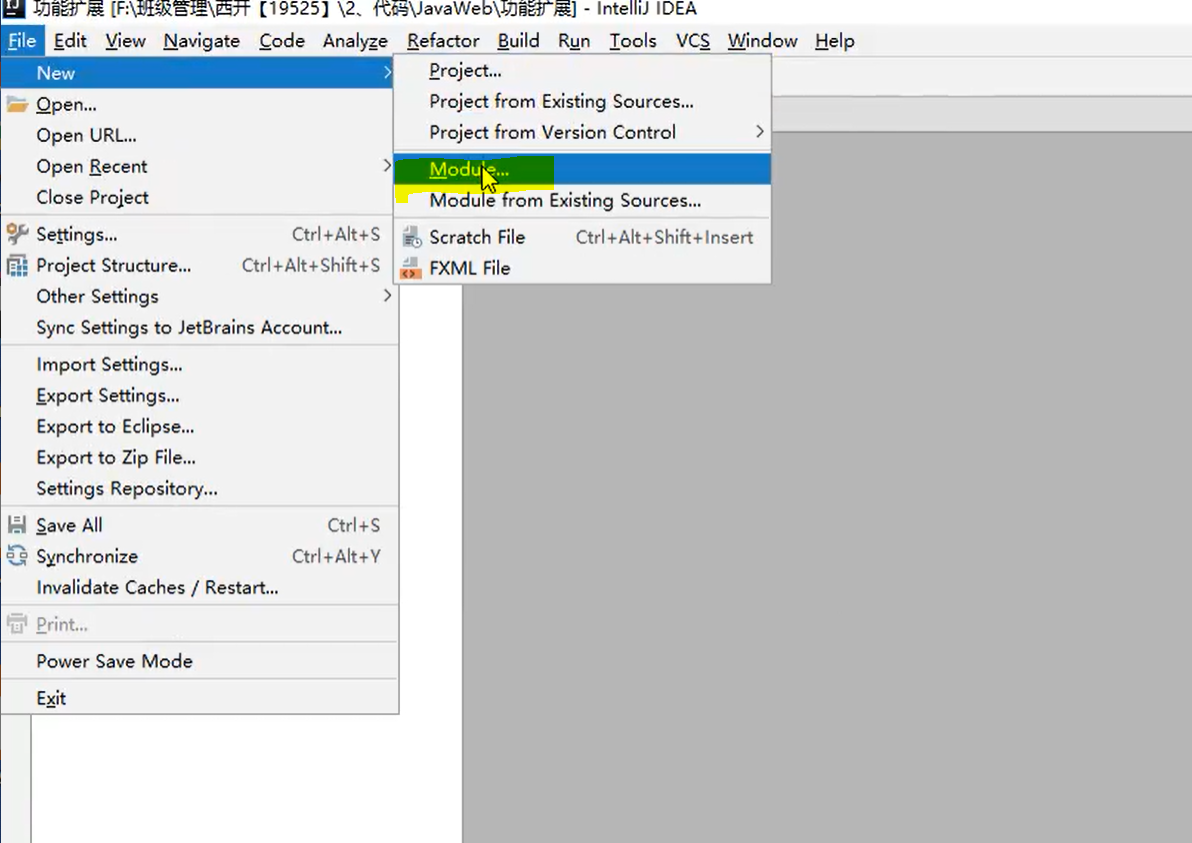 功能扩展 [F:\班级管理\西开【19525】\2、代码\JavaWeb\功能扩展] - IntelliJ IDEA
File Edit View Navigate Code Analyze Refactor Build Run Tools VCS Window Help
New
Open...
Open URL...
Open Recent
Close Project
Settings... Ctrl+Alt+S
Project Structure... Ctrl+Alt+Shift+S
Other Settings
Sync Settings to JetBrains Account...
Import Settings...
Export Settings...
Export to Eclipse...
Export to Zip File...
Settings Repository...
Save All Ctrl+S
Synchronize Ctrl+Alt+Y
Invalidate Caches / Restart...
Print...
Power Save Mode
Exit
Project...
Project from Existing Sources...
Project from Version Control
Module...
Module from Existing Sources...
Scratch File Ctrl+Alt+Shift+Insert
FXML File